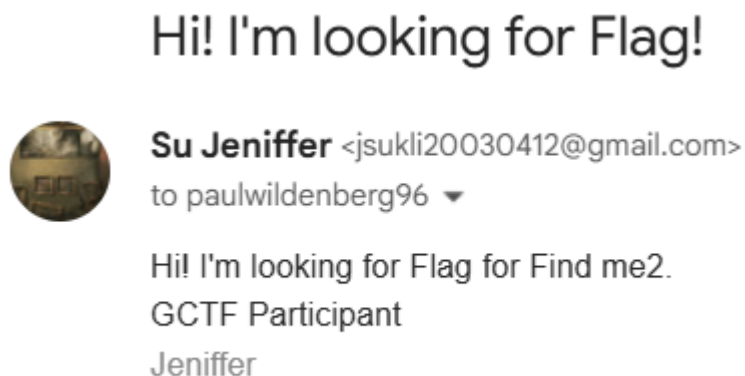 Hi! I'm looking for Flag!
Su Jeniffer <jsukli20030412@gmail.com>
to paulwildenberg96
Hi! I'm looking for Flag for Find me2.
GCTF Participant
Jeniffer